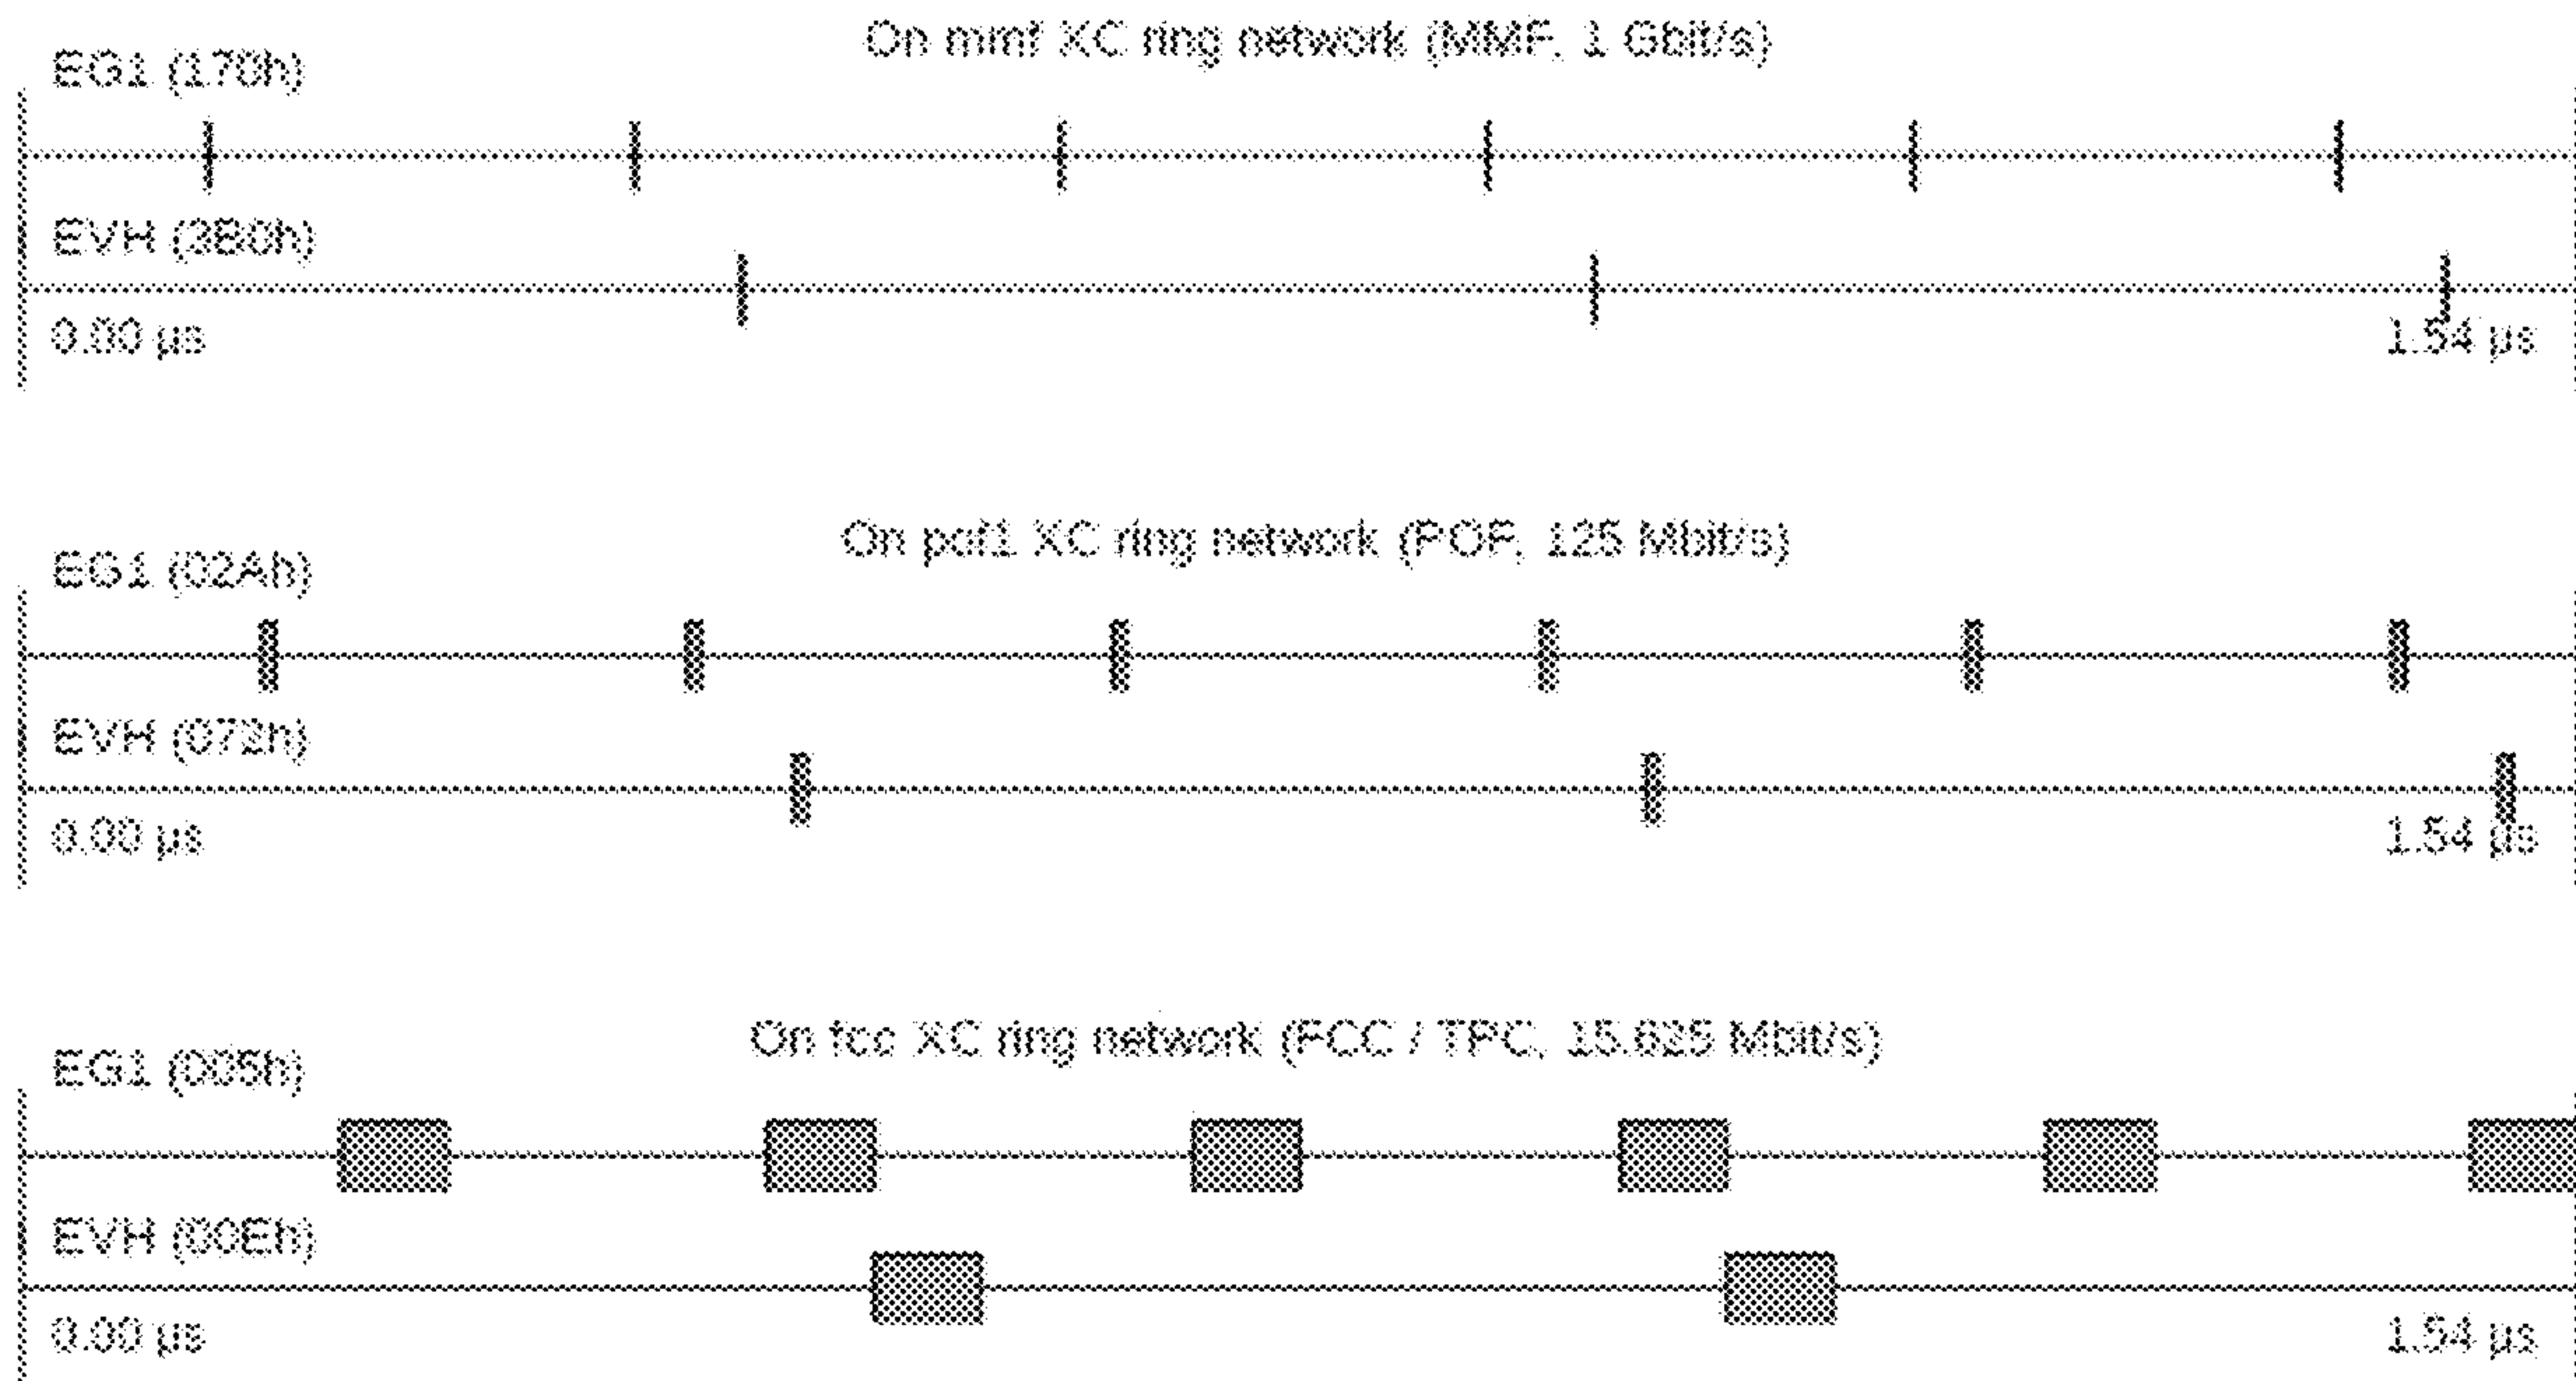 On mmf XC ring network (MMF, 1 Gbit/s)
EG1 (170h)
EVH (3B0h)
0.00 µs
1.54 µs
On pof1 XC ring network (POF, 125 Mbit/s)
EG1 (02Ah)
EVH (072h)
0.00 µs
1.54 µs
On fcc XC ring network (FCC / TPC, 15.625 Mbit/s)
EG1 (005h)
EVH (00Eh)
0.00 µs
1.54 µs